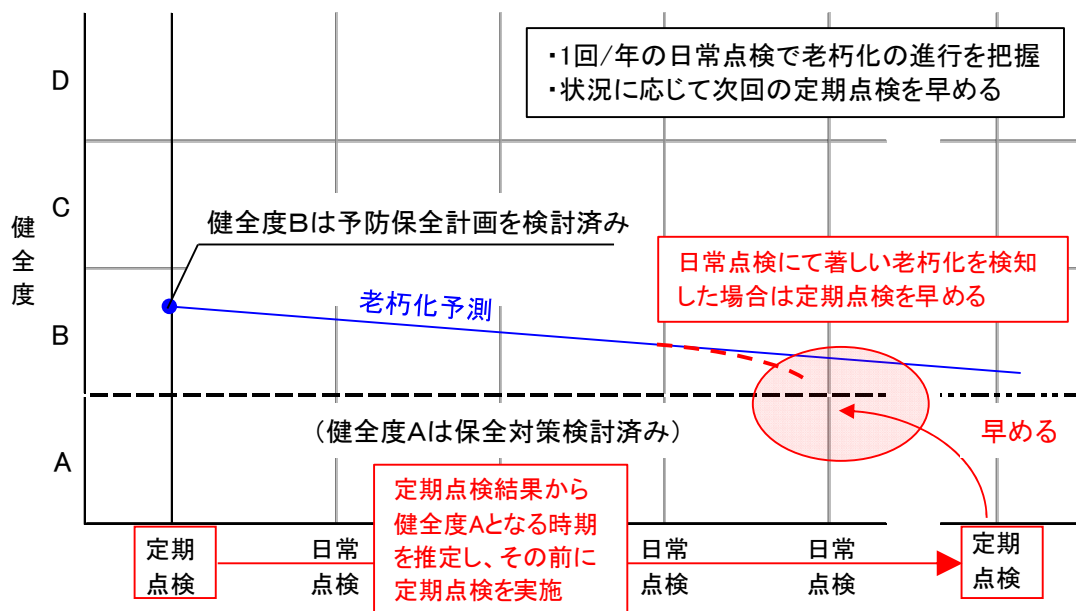 ・1回/年の日常点検で老朽化の進行を把握
・状況に応じて次回の定期点検を早める
D
C
健全度
健全度Bは予防保全計画を検討済み
日常点検にて著しい老朽化を検知
した場合は定期点検を早める
老朽化予測
B
(健全度Aは保全対策検討済み)
早める
A
定期点検結果から
健全度Aとなる時期
を推定し、その前に
定期点検を実施
定期
点検
日常
点検
日常
点検
日常
点検
定期
点検